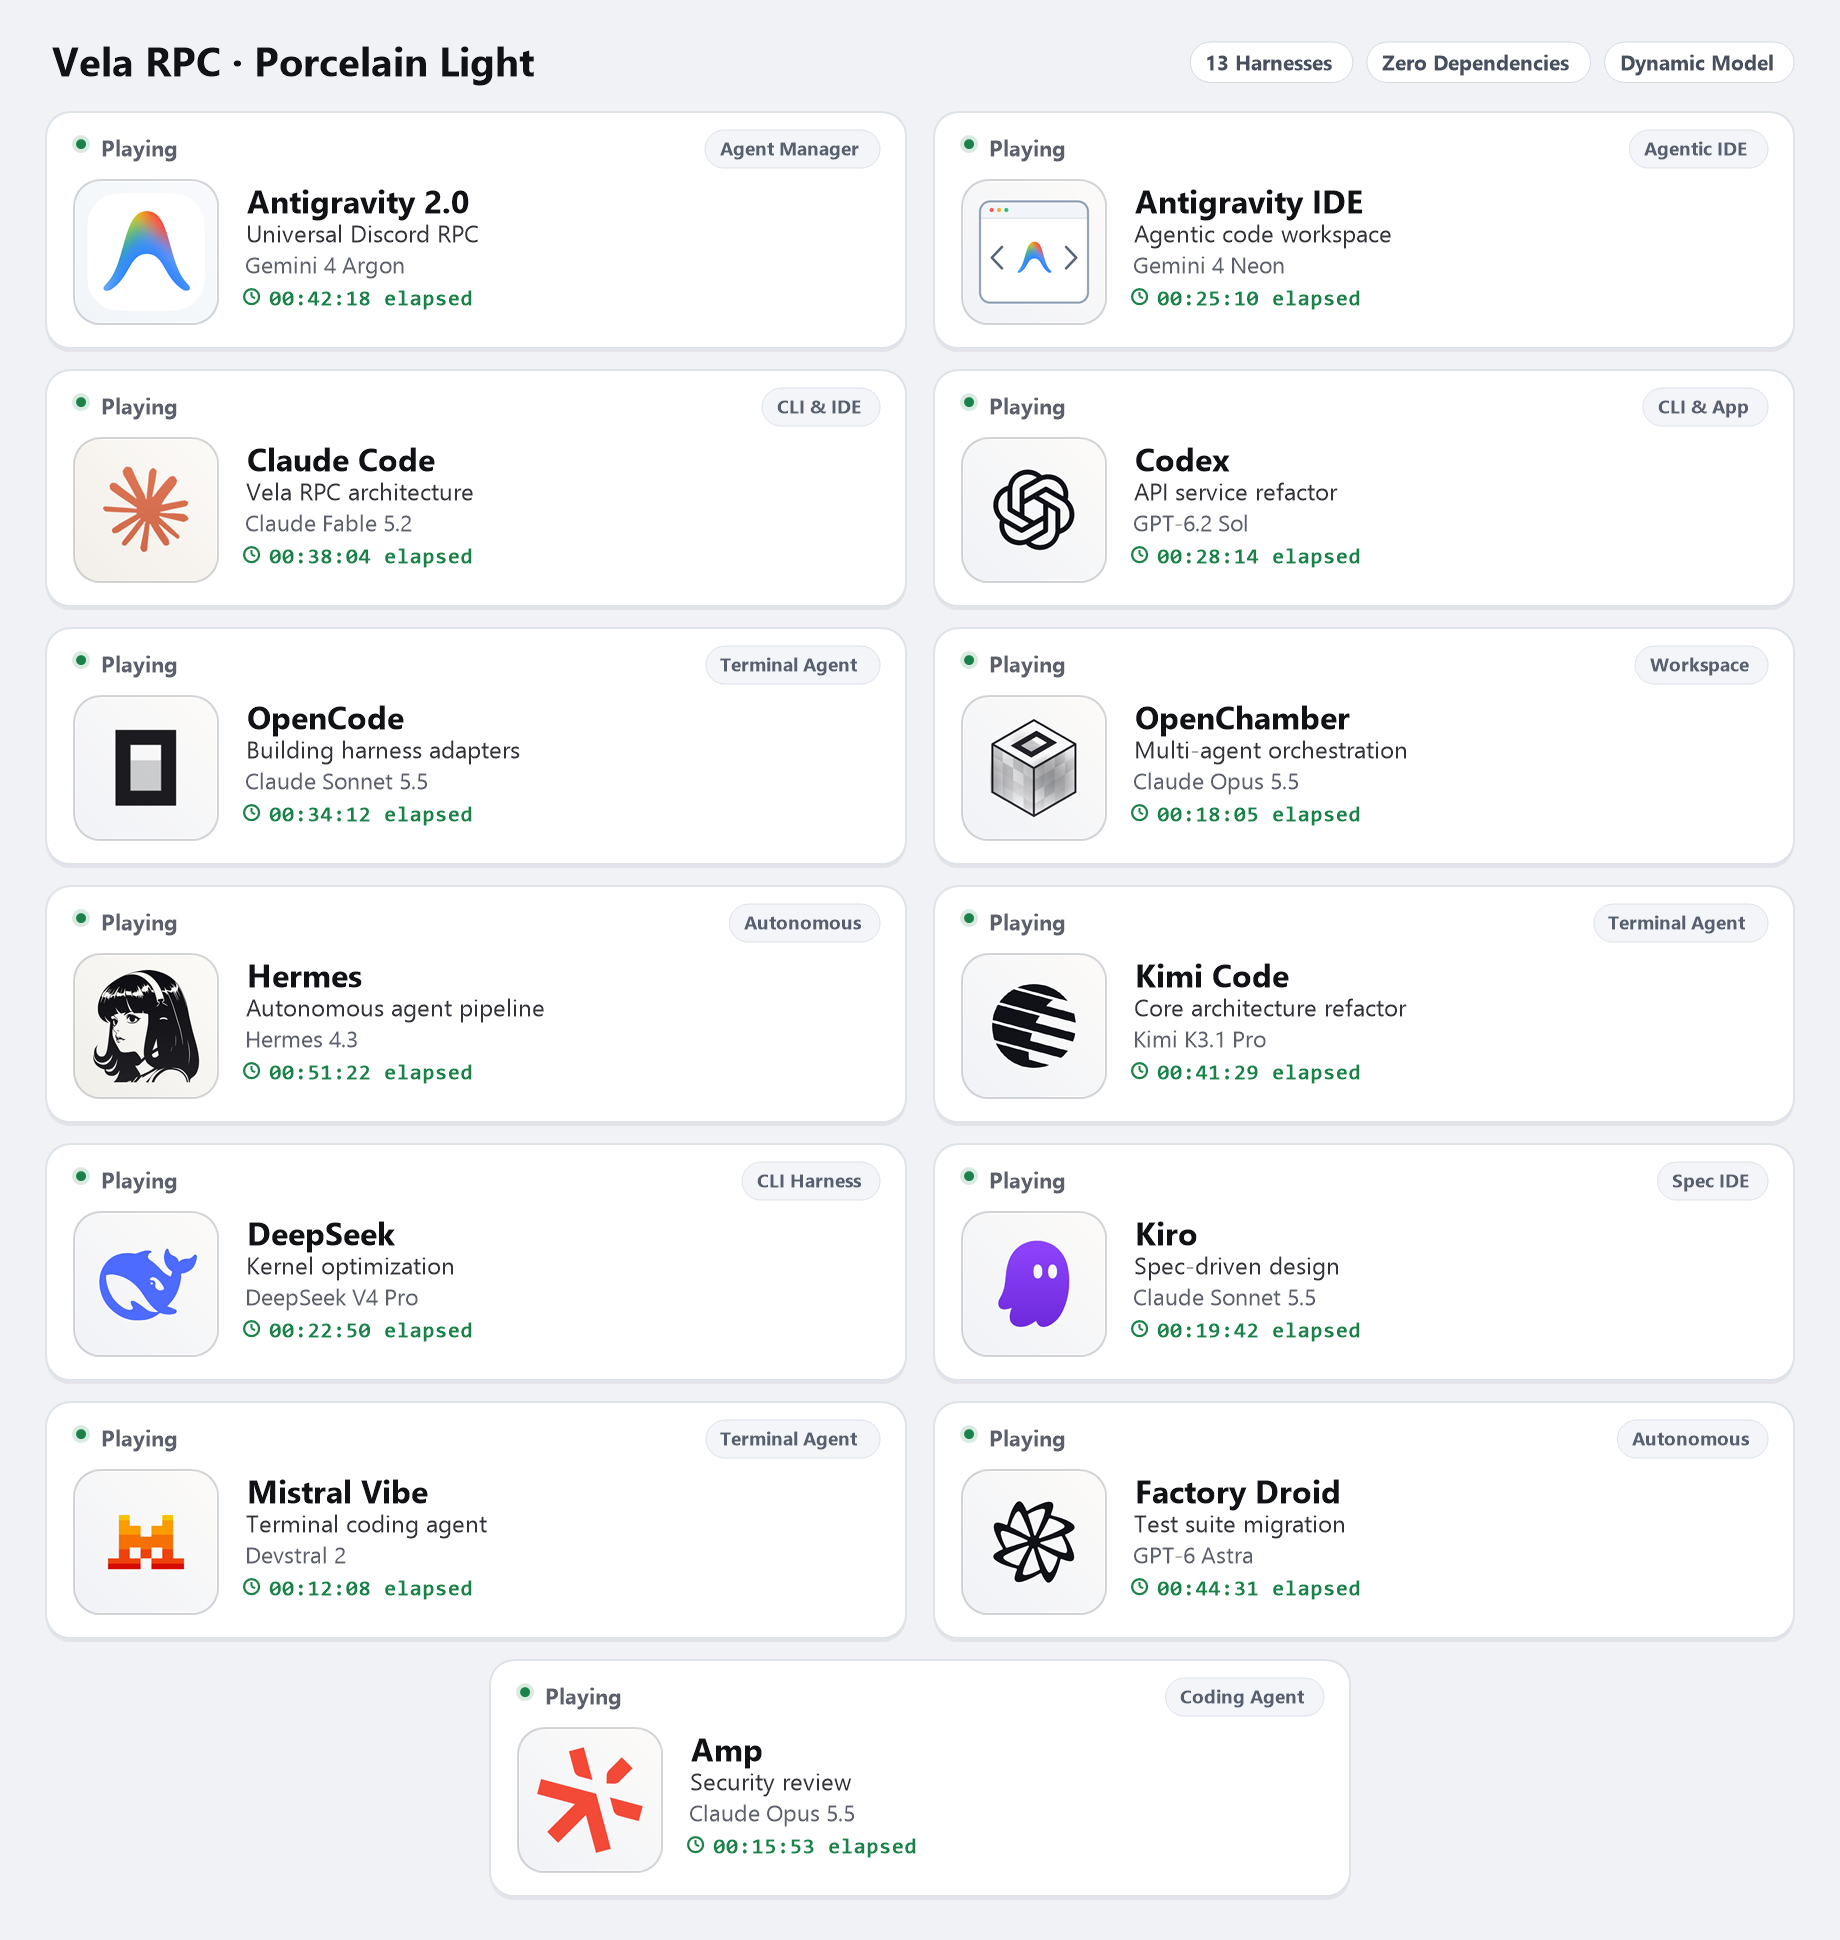 Vela RPC · Porcelain Light
13 Harnesses
Zero Dependencies
Dynamic Model
Playing
Agent Manager
Antigravity 2.0
Universal Discord RPC
Gemini 4 Argon
00:42:18 elapsed
Playing
Agentic IDE
Antigravity IDE
Agentic code workspace
Gemini 4 Neon
00:25:10 elapsed
Playing
CLI & IDE
Claude Code
Vela RPC architecture
Claude Fable 5.2
00:38:04 elapsed
Playing
CLI & App
Codex
API service refactor
GPT-6.2 Sol
00:28:14 elapsed
Playing
Terminal Agent
OpenCode
Building harness adapters
Claude Sonnet 5.5
00:34:12 elapsed
Playing
Workspace
OpenChamber
Multi-agent orchestration
Claude Opus 5.5
00:18:05 elapsed
Playing
Autonomous
Hermes
Autonomous agent pipeline
Hermes 4.3
00:51:22 elapsed
Playing
Terminal Agent
Kimi Code
Core architecture refactor
Kimi K3.1 Pro
00:41:29 elapsed
Playing
CLI Harness
DeepSeek
Kernel optimization
DeepSeek V4 Pro
00:22:50 elapsed
Playing
Spec IDE
Kiro
Spec-driven design
Claude Sonnet 5.5
00:19:42 elapsed
Playing
Terminal Agent
Mistral Vibe
Terminal coding agent
Devstral 2
00:12:08 elapsed
Playing
Autonomous
Factory Droid
Test suite migration
GPT-6 Astra
00:44:31 elapsed
Playing
Coding Agent
Amp
Security review
Claude Opus 5.5
00:15:53 elapsed